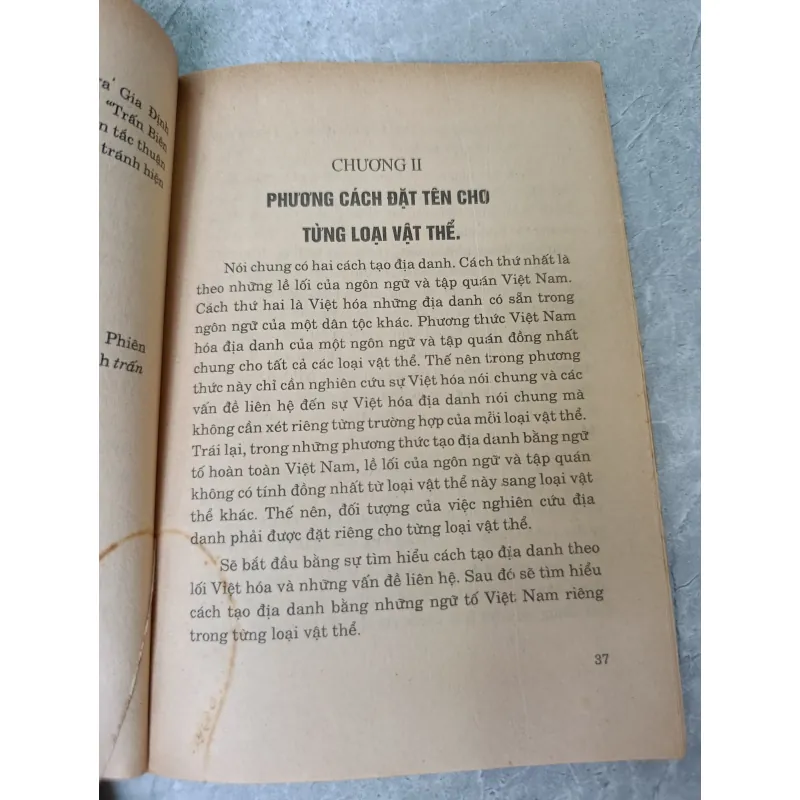 ra' Gia Định
"Trấn Biên
n tắc thuận
tránh hiện
Phiên
h trấn
CHƯƠNG II
PHƯƠNG CÁCH ĐẶT TÊN CHO
TỪNG LOẠI VẬT THỂ.
Nói chung có hai cách tạo địa danh. Cách thứ nhất là
theo những lề lối của ngôn ngữ và tập quán Việt Nam.
Cách thứ hai là Việt hóa những địa danh có sẵn trong
ngôn ngữ của một dân tộc khác. Phương thức Việt Nam
hóa địa danh của một ngôn ngữ và tập quán đồng nhất
chung cho tất cả các loại vật thể. Thế nên trong phương
thức này chỉ cần nghiên cứu sự Việt hóa nói chung và các
vấn đề liên hệ đến sự Việt hóa địa danh nói chung mà
không cần xét riêng từng trường hợp của mỗi loại vật thể.
Trái lại, trong những phương thức tạo địa danh bằng ngữ
tố hoàn toàn Việt Nam, lề lối của ngôn ngữ và tập quán
không có tính đồng nhất từ loại vật thể này sang loại vật
thể khác. Thế nên, đối tượng của việc nghiên cứu địa
danh phải được đặt riêng cho từng loại vật thể.
Sẽ bắt đầu bằng sự tìm hiểu cách tạo địa danh theo
lối Việt hóa và những vấn đề liên hệ. Sau đó sẽ tìm hiểu
cách tạo địa danh bằng những ngữ tố Việt Nam riêng
trong từng loại vật thể.
37